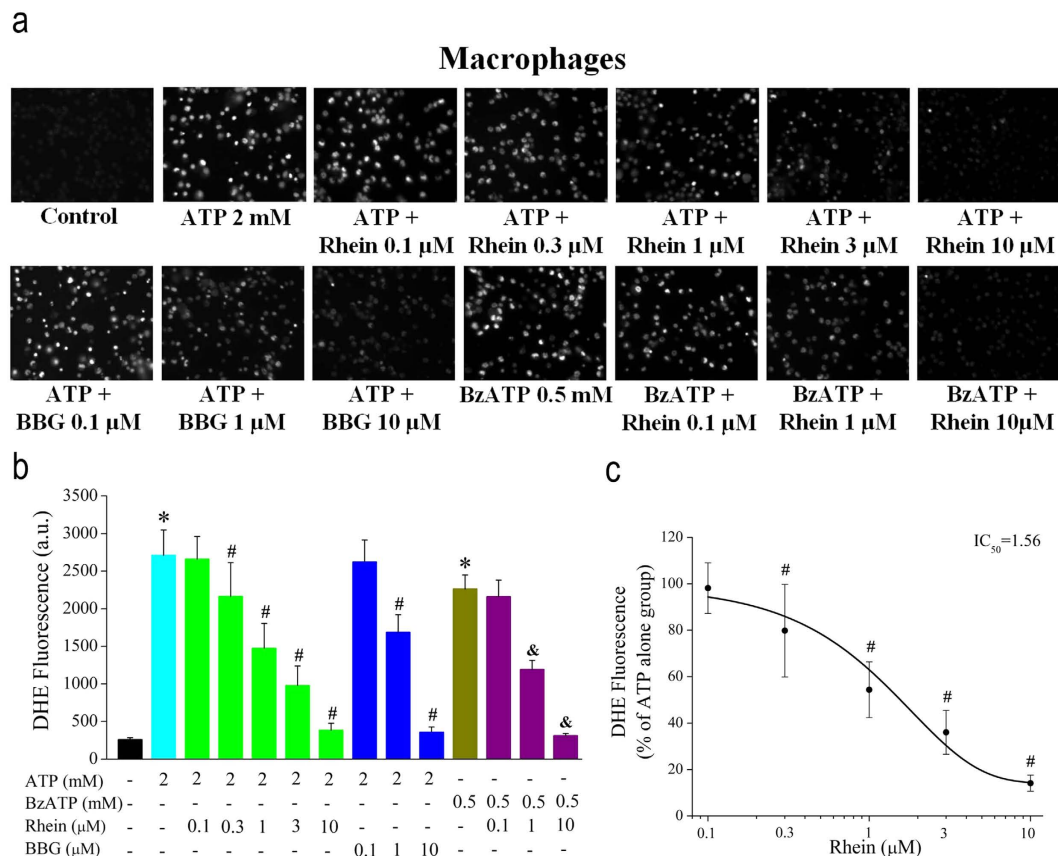 a
Macrophages
Control
ATP 2 mM
ATP +
Rhein 0.1 µM
ATP +
Rhein 0.3 µM
ATP +
Rhein 1 µM
ATP +
Rhein 3 µM
ATP +
Rhein 10 µM
ATP +
BBG 0.1 µM
ATP +
BBG 1 µM
ATP +
BBG 10 µM
BzATP 0.5 mM
BzATP +
Rhein 0.1 µM
BzATP +
Rhein 1 µM
BzATP +
Rhein 10µM
b
DHE Fluorescence (a.u.)
3500
3000
2500
2000
1500
1000
500
0
* # # # # # # * & &
ATP (mM) - 2 2 2 2 2 2 2 2 2 - - - -
BzATP (mM) - - - - - - - - - - 0.5 0.5 0.5 0.5
Rhein (µM) - - 0.1 0.3 1 3 10 - - - - 0.1 1 10
BBG (µM) - - - - - - - 0.1 1 10 - - - -
c
DHE Fluorescence
(% of ATP alone group)
120
100
80
60
40
20
0
IC50=1.56
# # # #
0.1 0.3 1 3 10
Rhein (µM)